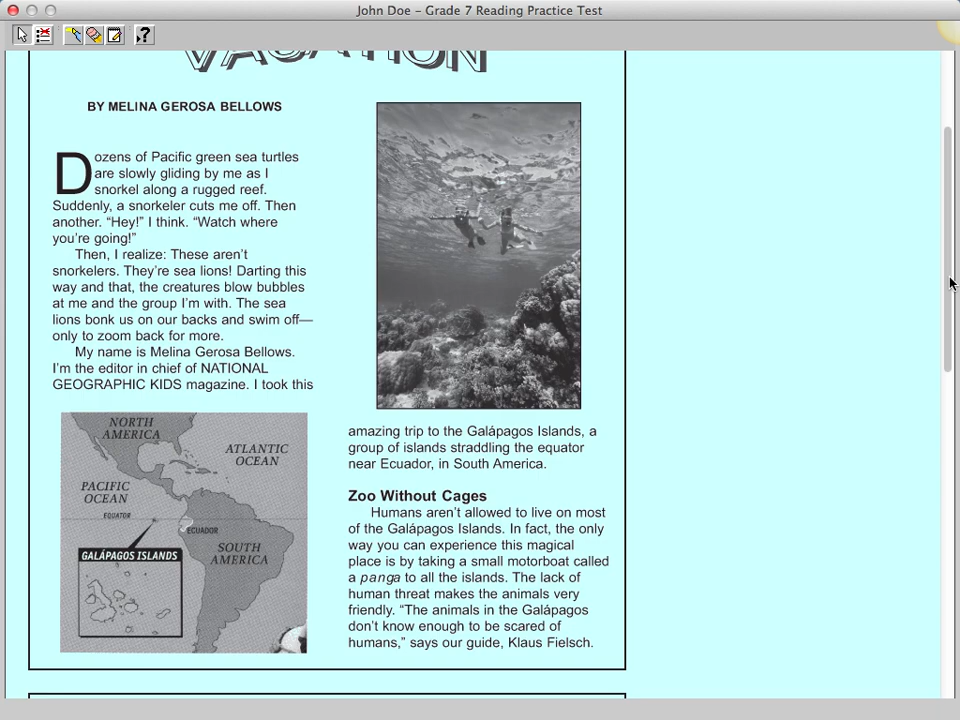 John Doe – Grade 7 Reading Practice Test
VACATION
BY MELINA GEROSA BELLOWS
Dozens of Pacific green sea turtles
are slowly gliding by me as I
snorkel along a rugged reef.
Suddenly, a snorkeler cuts me off. Then
another. “Hey!” I think. “Watch where
you’re going!”
Then, I realize: These aren’t
snorkelers. They’re sea lions! Darting this
way and that, the creatures blow bubbles
at me and the group I’m with. The sea
lions bonk us on our backs and swim off—
only to zoom back for more.
My name is Melina Gerosa Bellows.
I’m the editor in chief of NATIONAL
GEOGRAPHIC KIDS magazine. I took this
NORTH
AMERICA
ATLANTIC
OCEAN
PACIFIC
OCEAN
EQUATOR
ECUADOR
SOUTH
AMERICA
GALÁPAGOS ISLANDS
amazing trip to the Galápagos Islands, a
group of islands straddling the equator
near Ecuador, in South America.
Zoo Without Cages
Humans aren’t allowed to live on most
of the Galápagos Islands. In fact, the only
way you can experience this magical
place is by taking a small motorboat called
a panga to all the islands. The lack of
human threat makes the animals very
friendly. “The animals in the Galápagos
don’t know enough to be scared of
humans,” says our guide, Klaus Fielsch.